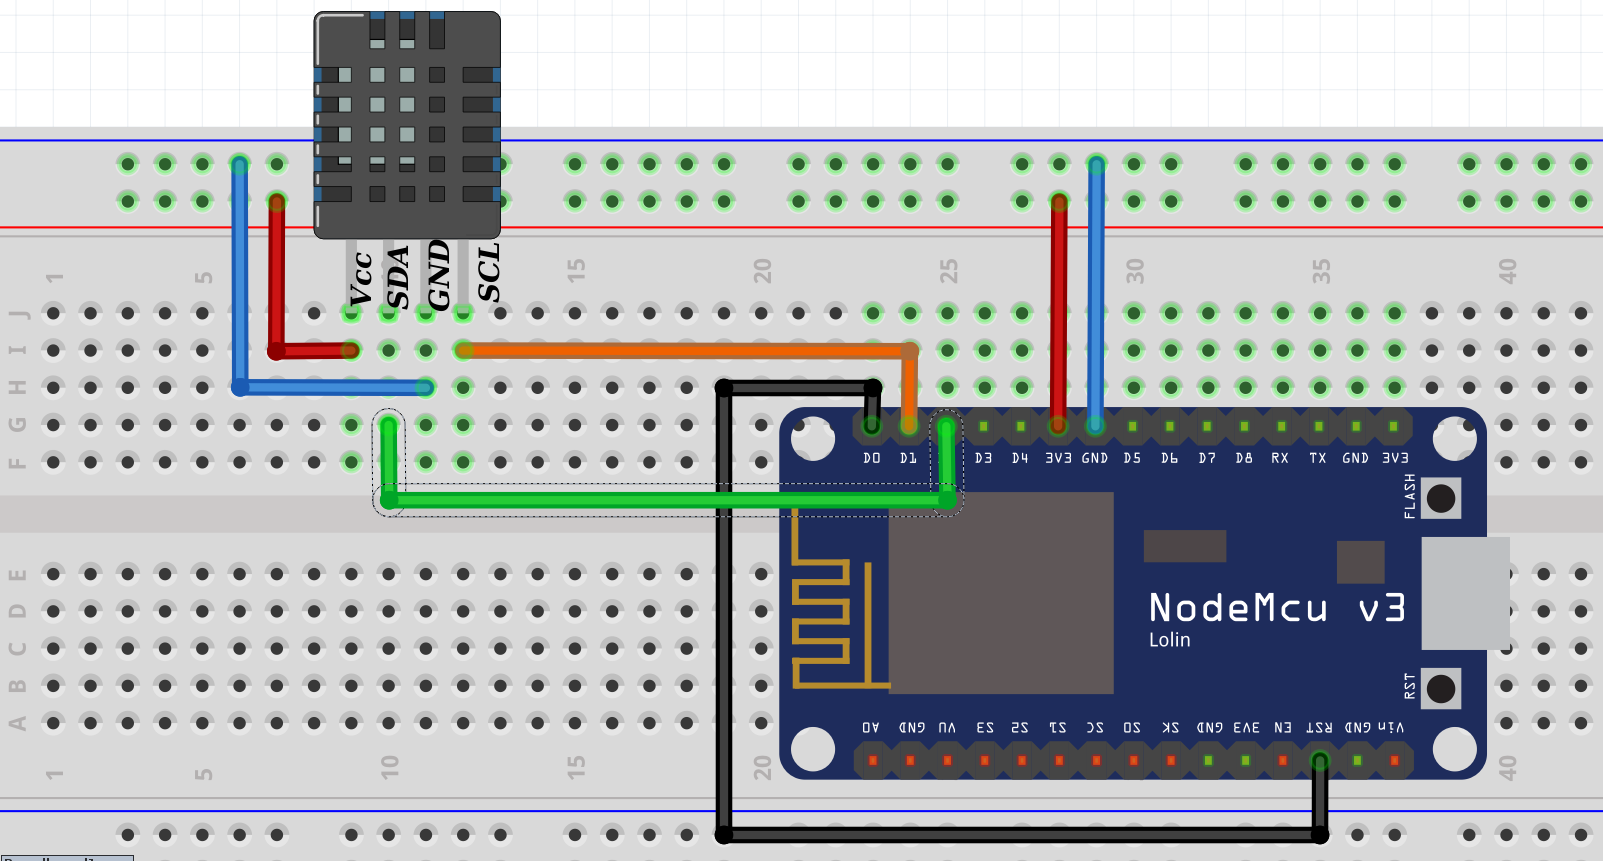 Vcc SDA GND SCL
1 5 15 20 25 30 35 40
J
I
H
G
F
D0 D1 D3 D4 3V3 GND D5 D6 D7 D8 RX TX GND 3V3
FLASH
E
D
C
B
A
NodeMcu v3
Lolin
RST
A0 GND VU S3 S2 S1 SC S0 SK GND 3V3 EN RST GND Vin
1 5 10 15 20 40